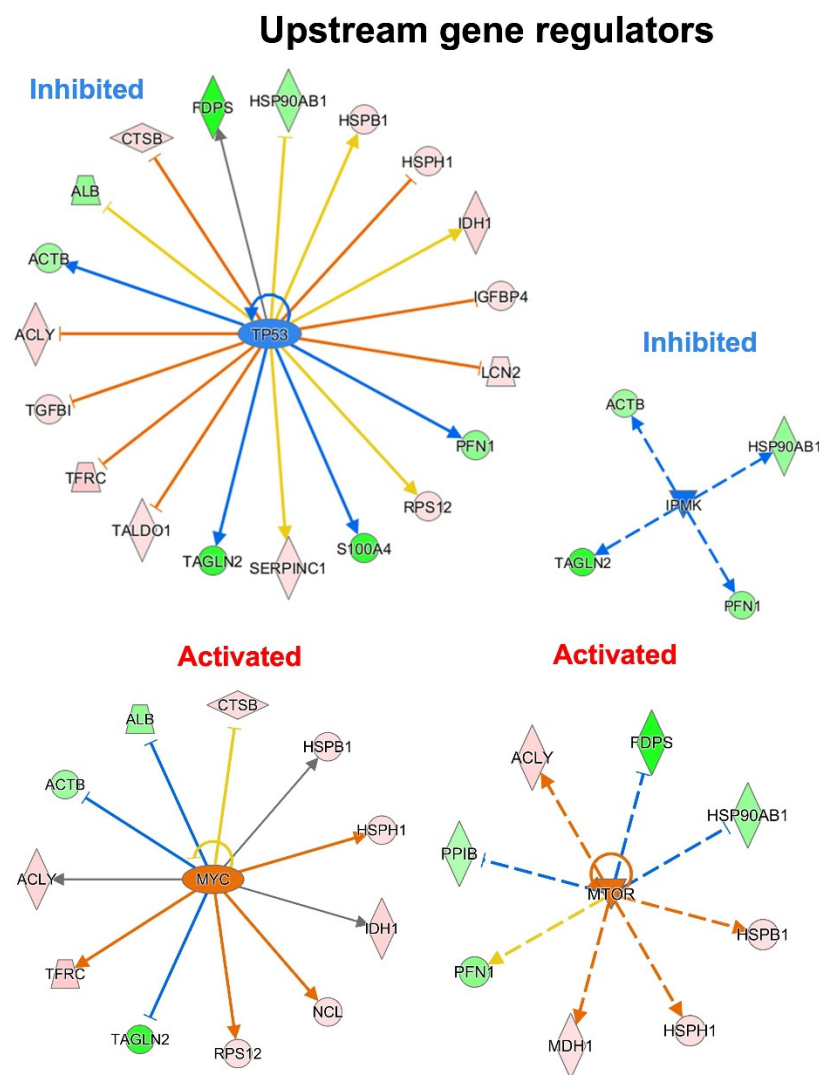 Upstream gene regulators
Inhibited
FDPS
HSP90AB1
HSPB1
CTSB
HSPH1
ALB
IDH1
ACTB
IGFBP4
TP53
ACLY
LCN2
TGFBI
PFN1
TFRC
RPS12
TALDO1
S100A4
TAGLN2
SERPINC1
Inhibited
ACTB
HSP90AB1
IPMK
TAGLN2
PFN1
Activated
CTSB
ALB
HSPB1
ACTB
HSPH1
MYC
ACLY
IDH1
TFRC
NCL
TAGLN2
RPS12
Activated
FDPS
ACLY
HSP90AB1
PPIB
MTOR
HSPB1
PFN1
HSPH1
MDH1